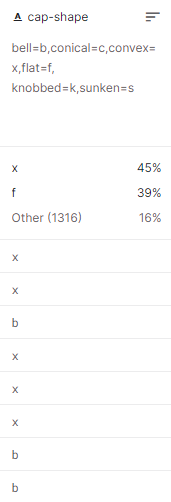 A cap-shape
bell=b,conical=c,convex=
x,flat=f,
knobbed=k,sunken=s
x 45%
f 39%
Other (1316) 16%
x
x
b
x
x
x
b
b